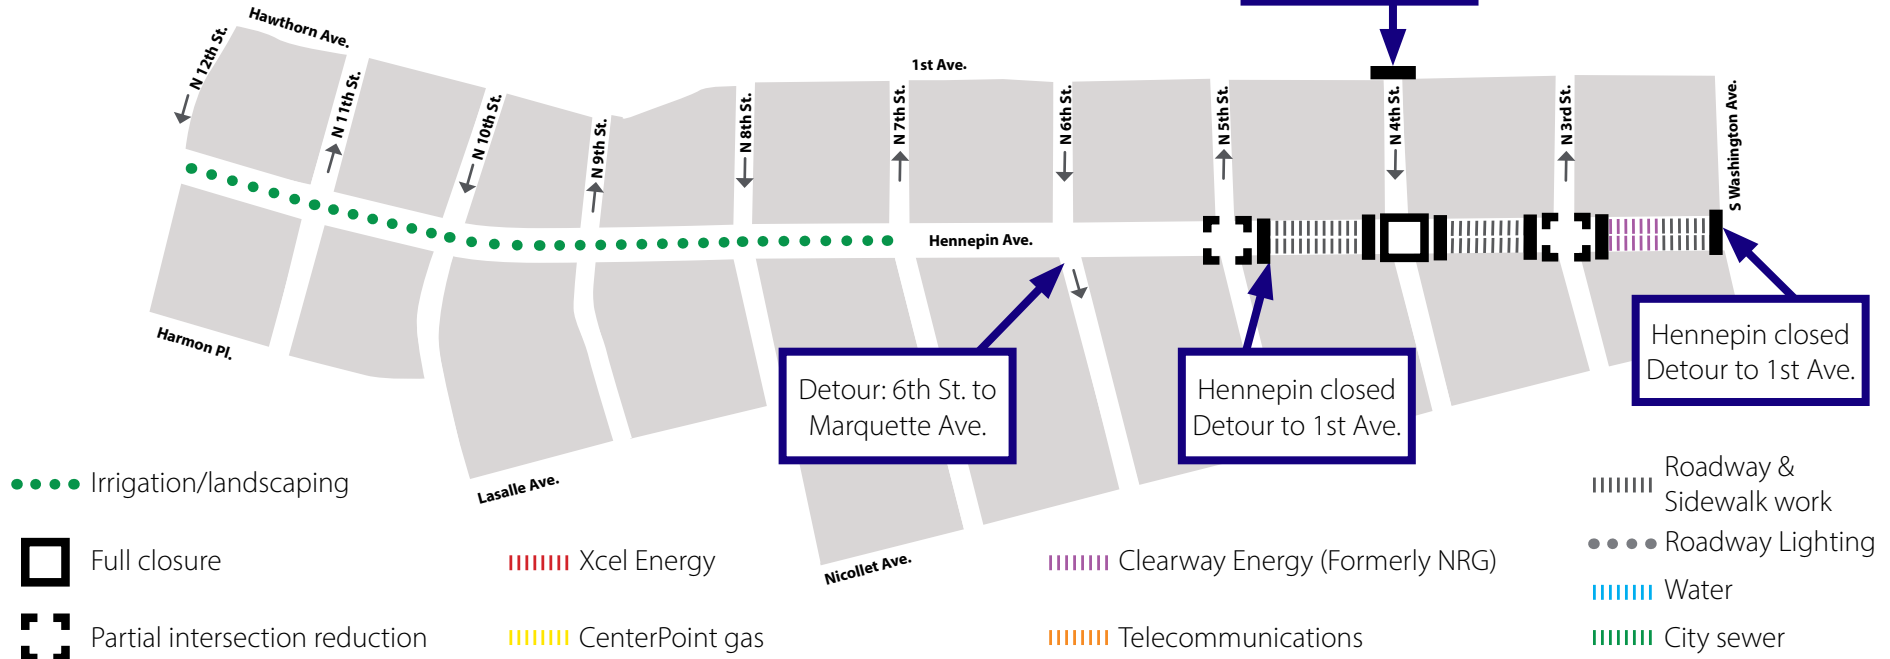 Hawthorn Ave.
N 12th St.
N 11th St.
N 10th St.
N 9th St.
N 8th St.
1st Ave.
N 7th St.
N 6th St.
N 5th St.
N 4th St.
N 3rd St.
S Washington Ave.
Hennepin Ave.
Harmon Pl.
Lasalle Ave.
Nicollet Ave.
Detour: 6th St. to
Marquette Ave.
Hennepin closed
Detour to 1st Ave.
Hennepin closed
Detour to 1st Ave.
Irrigation/landscaping
Full closure
Partial intersection reduction
Xcel Energy
CenterPoint gas
Clearway Energy (Formerly NRG)
Telecommunications
Roadway &
Sidewalk work
Roadway Lighting
Water
City sewer